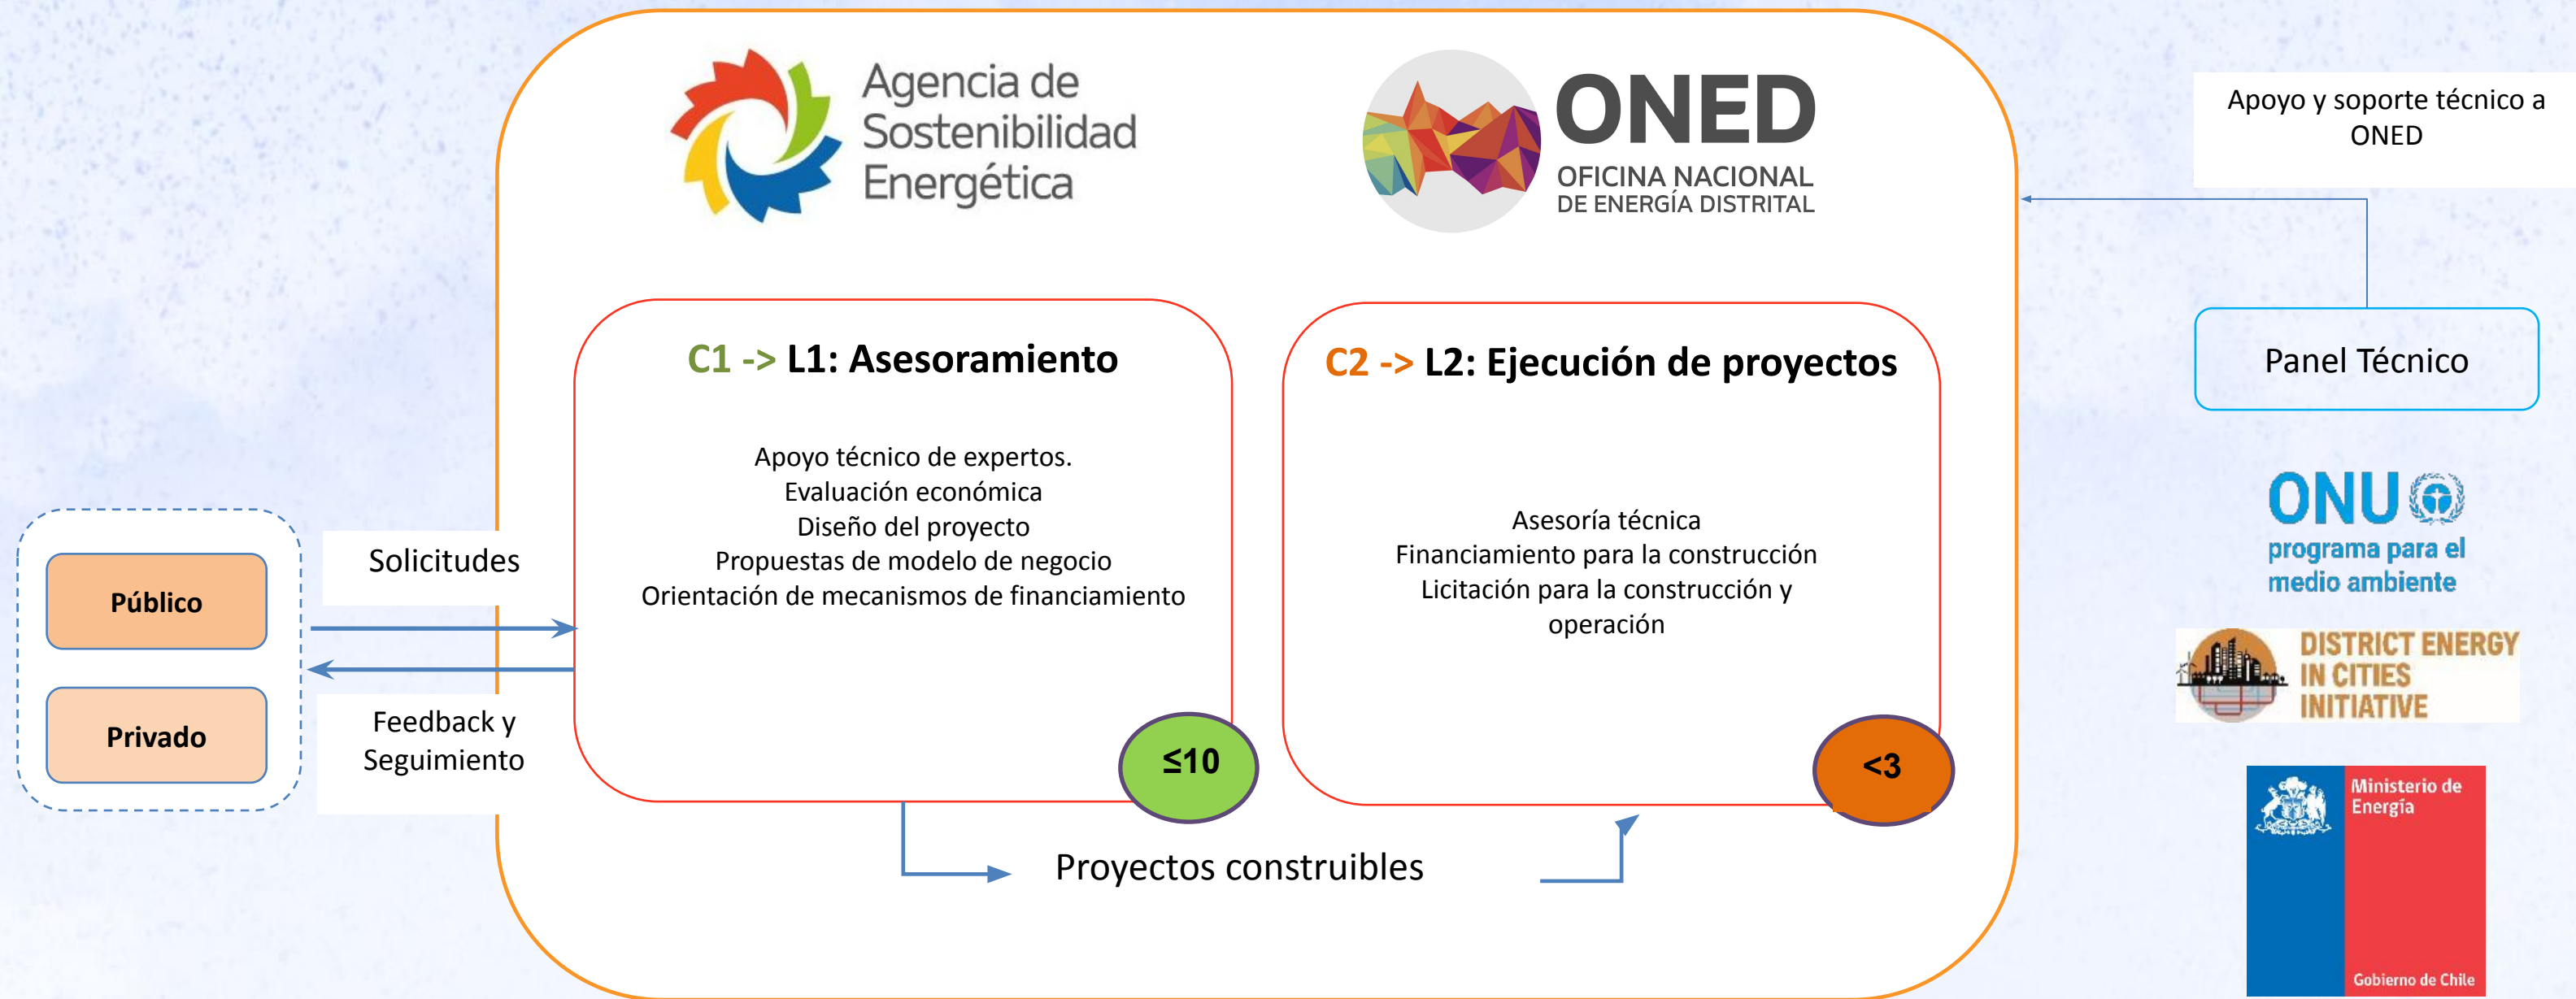 Agencia de
Sostenibilidad
Energética
ONED
OFICINA NACIONAL
DE ENERGÍA DISTRITAL
Apoyo y soporte técnico a
ONED
Panel Técnico
C1 -> L1: Asesoramiento
Apoyo técnico de expertos.
Evaluación económica
Diseño del proyecto
Propuestas de modelo de negocio
Orientación de mecanismos de financiamiento
≤10
C2 -> L2: Ejecución de proyectos
Asesoría técnica
Financiamiento para la construcción
Licitación para la construcción y
operación
<3
Público
Privado
Solicitudes
Feedback y
Seguimiento
Proyectos construibles
ONU
programa para el
medio ambiente
DISTRICT ENERGY
IN CITIES
INITIATIVE
Ministerio de
Energía
Gobierno de Chile